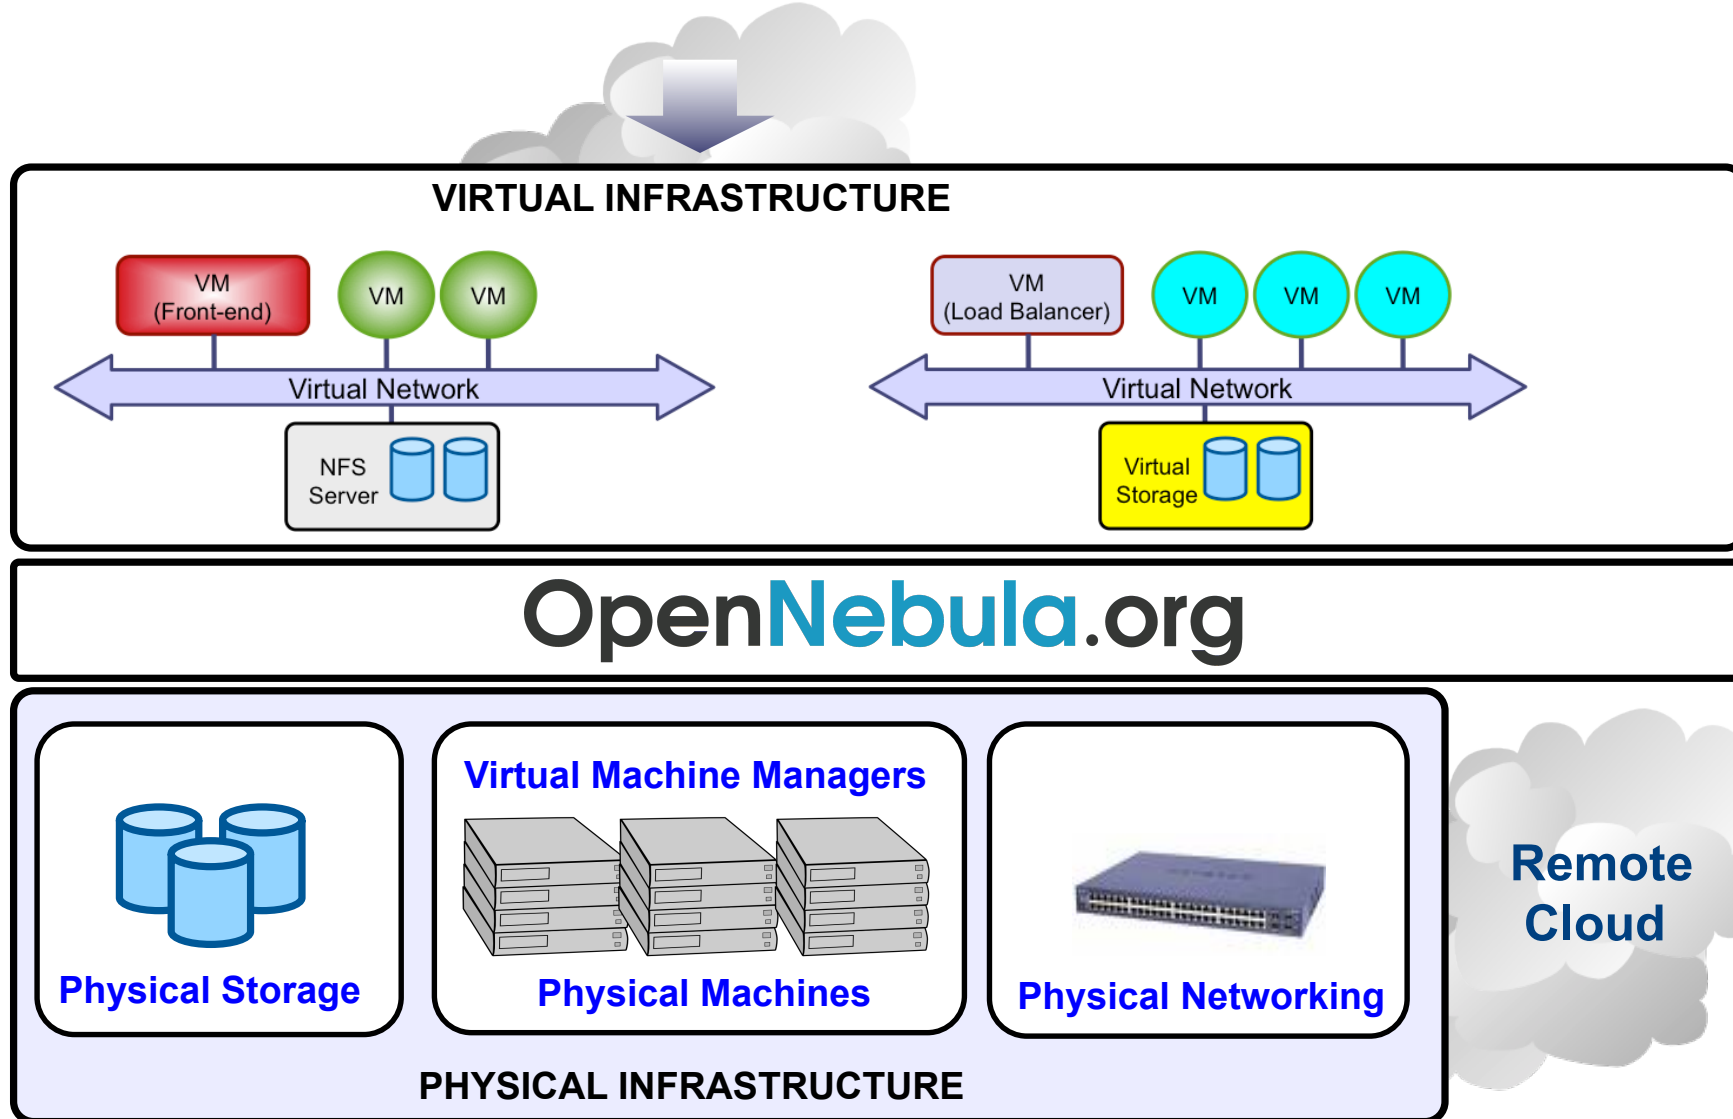 VIRTUAL INFRASTRUCTURE
VM
(Front-end)
VM
VM
Virtual Network
NFS
Server
VM
(Load Balancer)
VM
VM
VM
Virtual Network
Virtual
Storage
OpenNebula.org
Physical Storage
Virtual Machine Managers
Physical Machines
Physical Networking
PHYSICAL INFRASTRUCTURE
Remote
Cloud